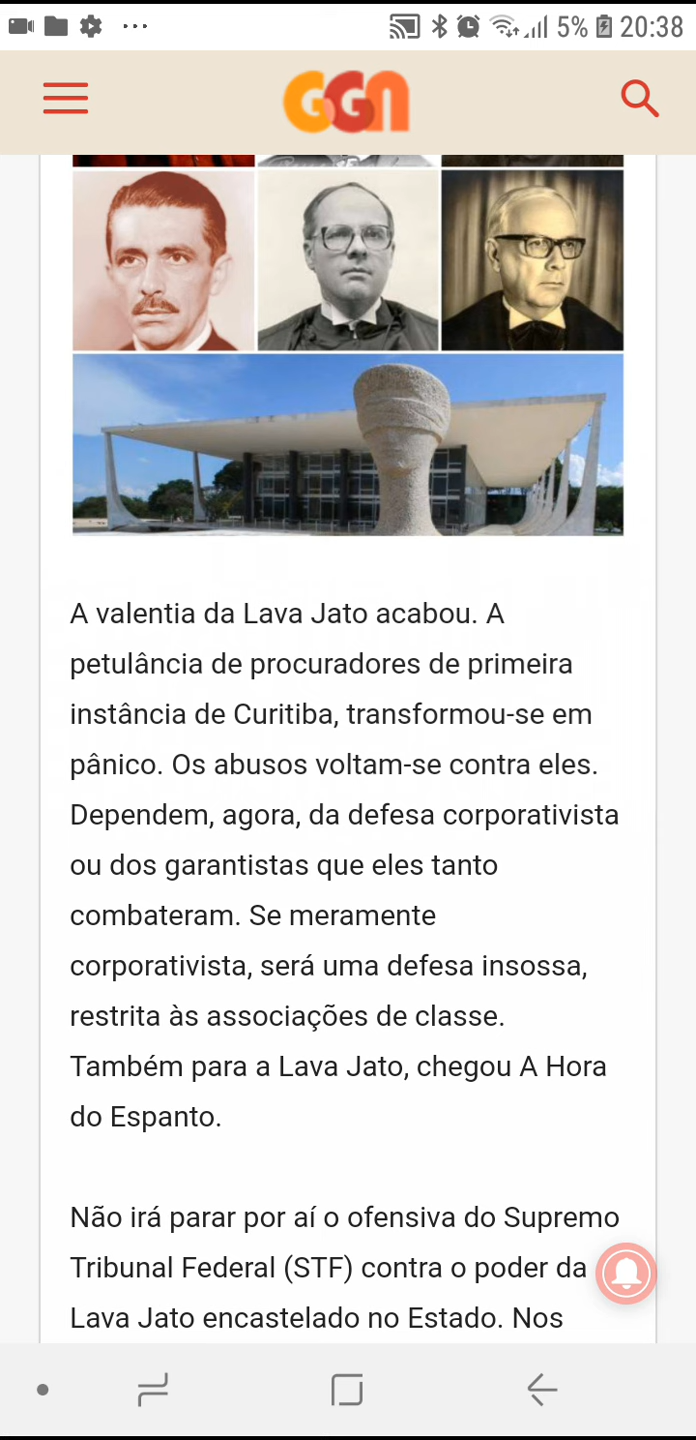 5% 20:38
GGN
A valentia da Lava Jato acabou. A
petulância de procuradores de primeira
instância de Curitiba, transformou-se em
pânico. Os abusos voltam-se contra eles.
Dependem, agora, da defesa corporativista
ou dos garantistas que eles tanto
combateram. Se meramente
corporativista, será uma defesa insossa,
restrita às associações de classe.
Também para a Lava Jato, chegou A Hora
do Espanto.
Não irá parar por aí o ofensiva do Supremo
Tribunal Federal (STF) contra o poder da
Lava Jato encastelado no Estado. Nos